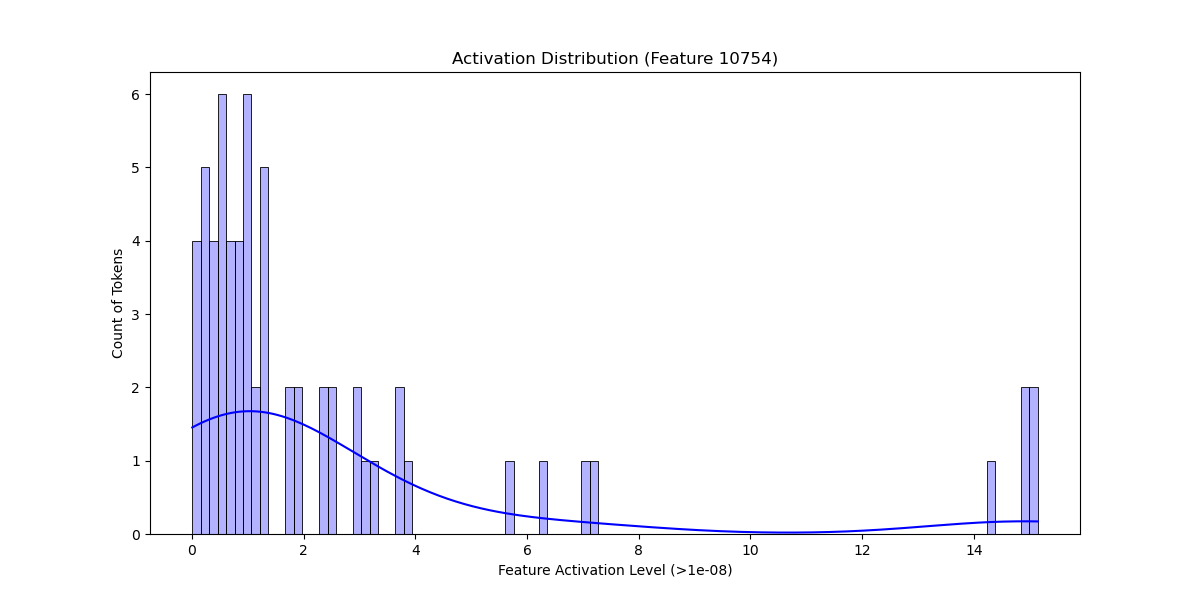 Activation Distribution (Feature 10754)
6
5
4
3
2
1
0
Count of Tokens
0 2 4 6 8 10 12 14
Feature Activation Level (>1e-08)